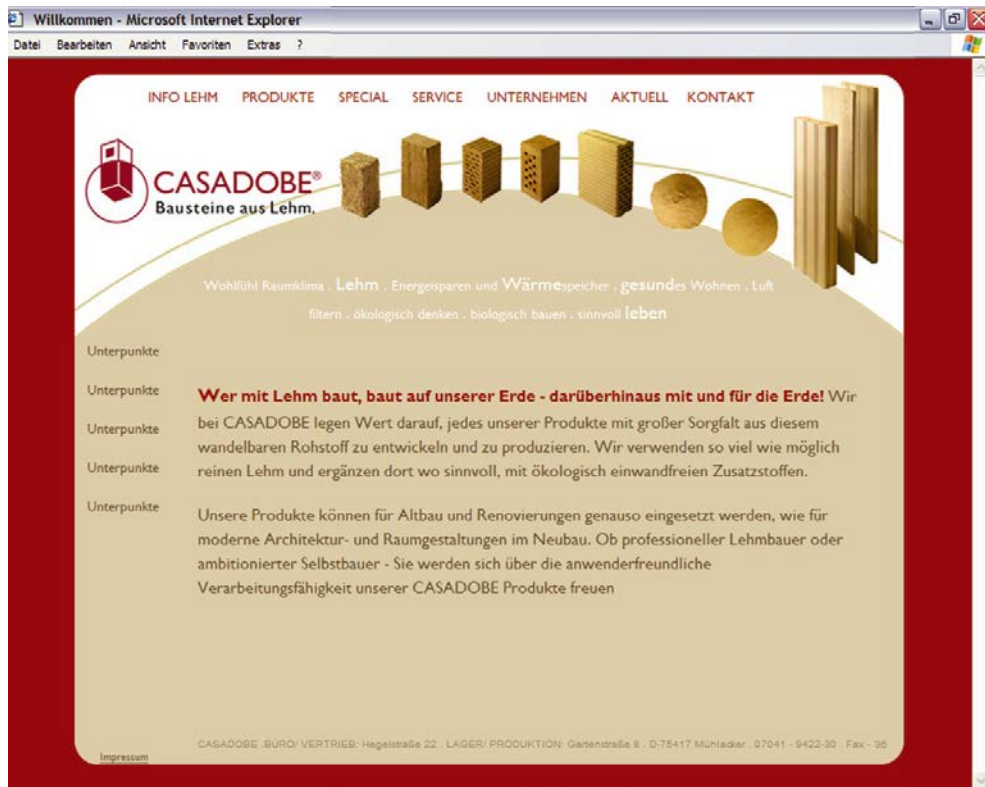 Willkommen - Microsoft Internet Explorer
Datei Bearbeiten Ansicht Favoriten Extras ?
INFO LEHM PRODUKTE SPECIAL SERVICE UNTERNEHMEN AKTUELL KONTAKT
CASADOBE®
Bausteine aus Lehm.
Wohlfühl Raumklima . Lehm . Energeisparen und Wärmespeicher . gesundes Wohnen . Luft
filtern . ökologisch denken . biologisch bauen . sinnvoll leben
Unterpunkte
Unterpunkte
Unterpunkte
Unterpunkte
Unterpunkte
Wer mit Lehm baut, baut auf unserer Erde - darüberhinaus mit und für die Erde! Wir
bei CASADOBE legen Wert darauf, jedes unserer Produkte mit großer Sorgfalt aus diesem
wandelbaren Rohstoff zu entwickeln und zu produzieren. Wir verwenden so viel wie möglich
reinen Lehm und ergänzen dort wo sinnvoll, mit ökologisch einwandfreien Zusatzstoffen.
Unsere Produkte können für Altbau und Renovierungen genauso eingesetzt werden, wie für
moderne Architektur- und Raumgestaltungen im Neubau. Ob professioneller Lehmbauer oder
ambitionierter Selbstbauer - Sie werden sich über die anwenderfreundliche
Verarbeitungsfähigkeit unserer CASADOBE Produkte freuen
CASADOBE .BÜRO/ VERTRIEB: Hegelstraße 22 . LAGER/ PRODUKTION: Gartenstraße 8 . D-75417 Mühlacker . 07041 - 9422-30 . Fax - 36
Impressum